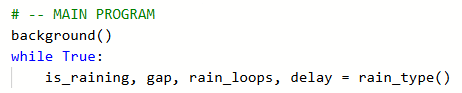 # -- MAIN PROGRAM
background()
while True:
    is_raining, gap, rain_loops, delay = rain_type()